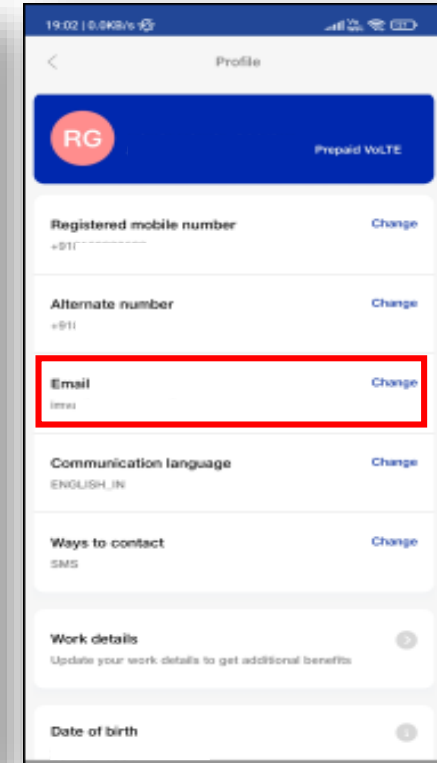 19:02 | 0.0KB/s
Profile
RG
Prepaid VoLTE
Registered mobile number
Change
+91
Alternate number
Change
+91
Email
Change
Communication language
Change
ENGLISH_IN
Ways to contact
Change
SMS
Work details
Update your work details to get additional benefits
Date of birth